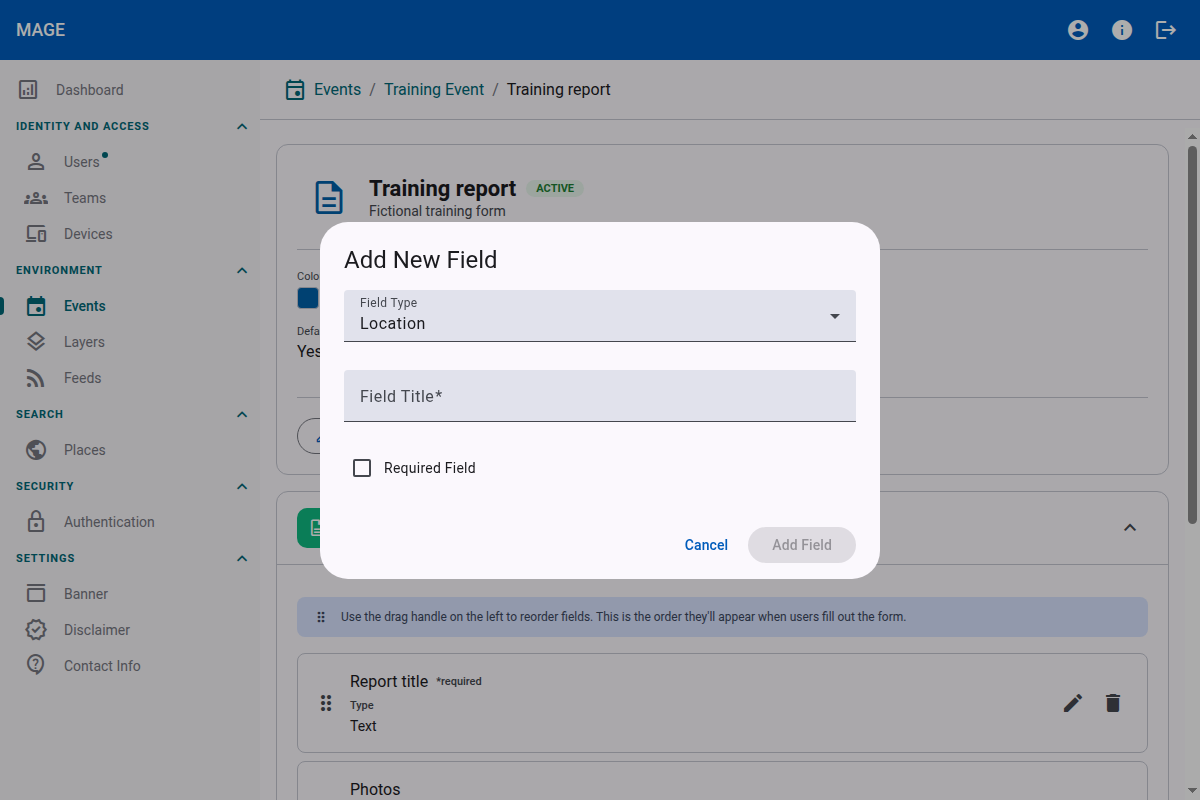 MAGE
Dashboard
IDENTITY AND ACCESS
Users
Teams
Devices
ENVIRONMENT
Events
Layers
Feeds
SEARCH
Places
SECURITY
Authentication
SETTINGS
Banner
Disclaimer
Contact Info
Events / Training Event / Training report
Training report ACTIVE
Fictional training form
Colo
Defa
Yes
Add New Field
Field Type
Location
Field Title*
Required Field
Cancel Add Field
Use the drag handle on the left to reorder fields. This is the order they'll appear when users fill out the form.
Report title *required
Type
Text
Photos